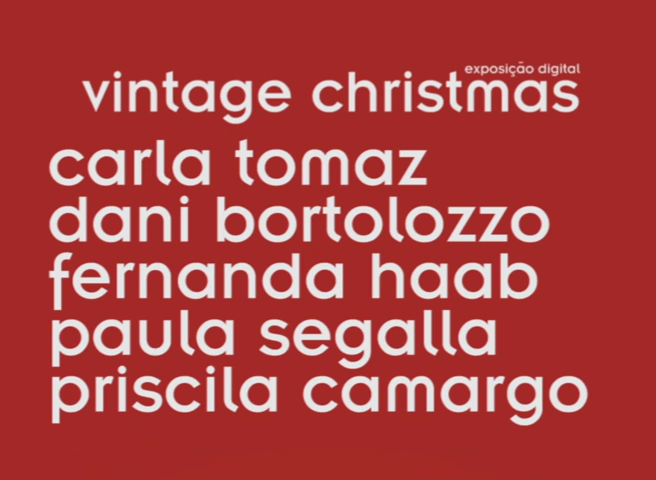 exposição digital
vintage christmas
carla tomaz
dani bortolozzo
fernanda haab
paula segalla
priscila camargo